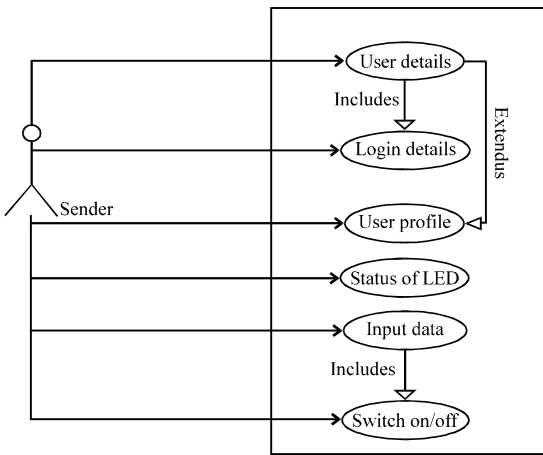 User details
Includes
Login details
Extendus
Sender
User profile
Status of LED
Input data
Includes
Switch on/off